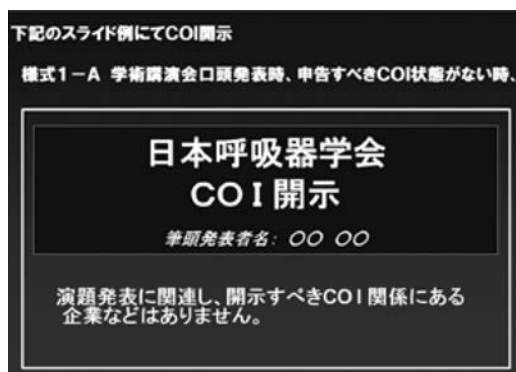 下記のスライド例にてCOI開示
様式1-A 学術講演会口頭発表時、申告すべきCOI状態がない時、
日本呼吸器学会
COI開示
筆頭発表者名: ○○ ○○
演題発表に関連し、開示すべきCOI関係にある
企業などはありません。